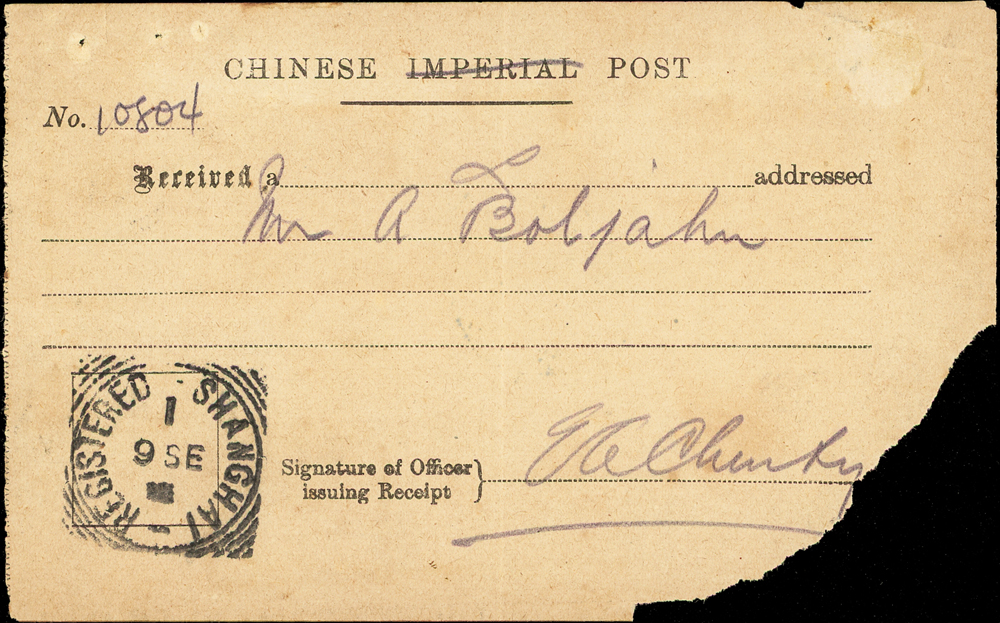 CHINESE IMPERIAL POST
No. 10804
Received a addressed
Mr A Boljahn
REGISTERED SHANGHAI
1
9 SE
Signature of Officer
issuing Receipt